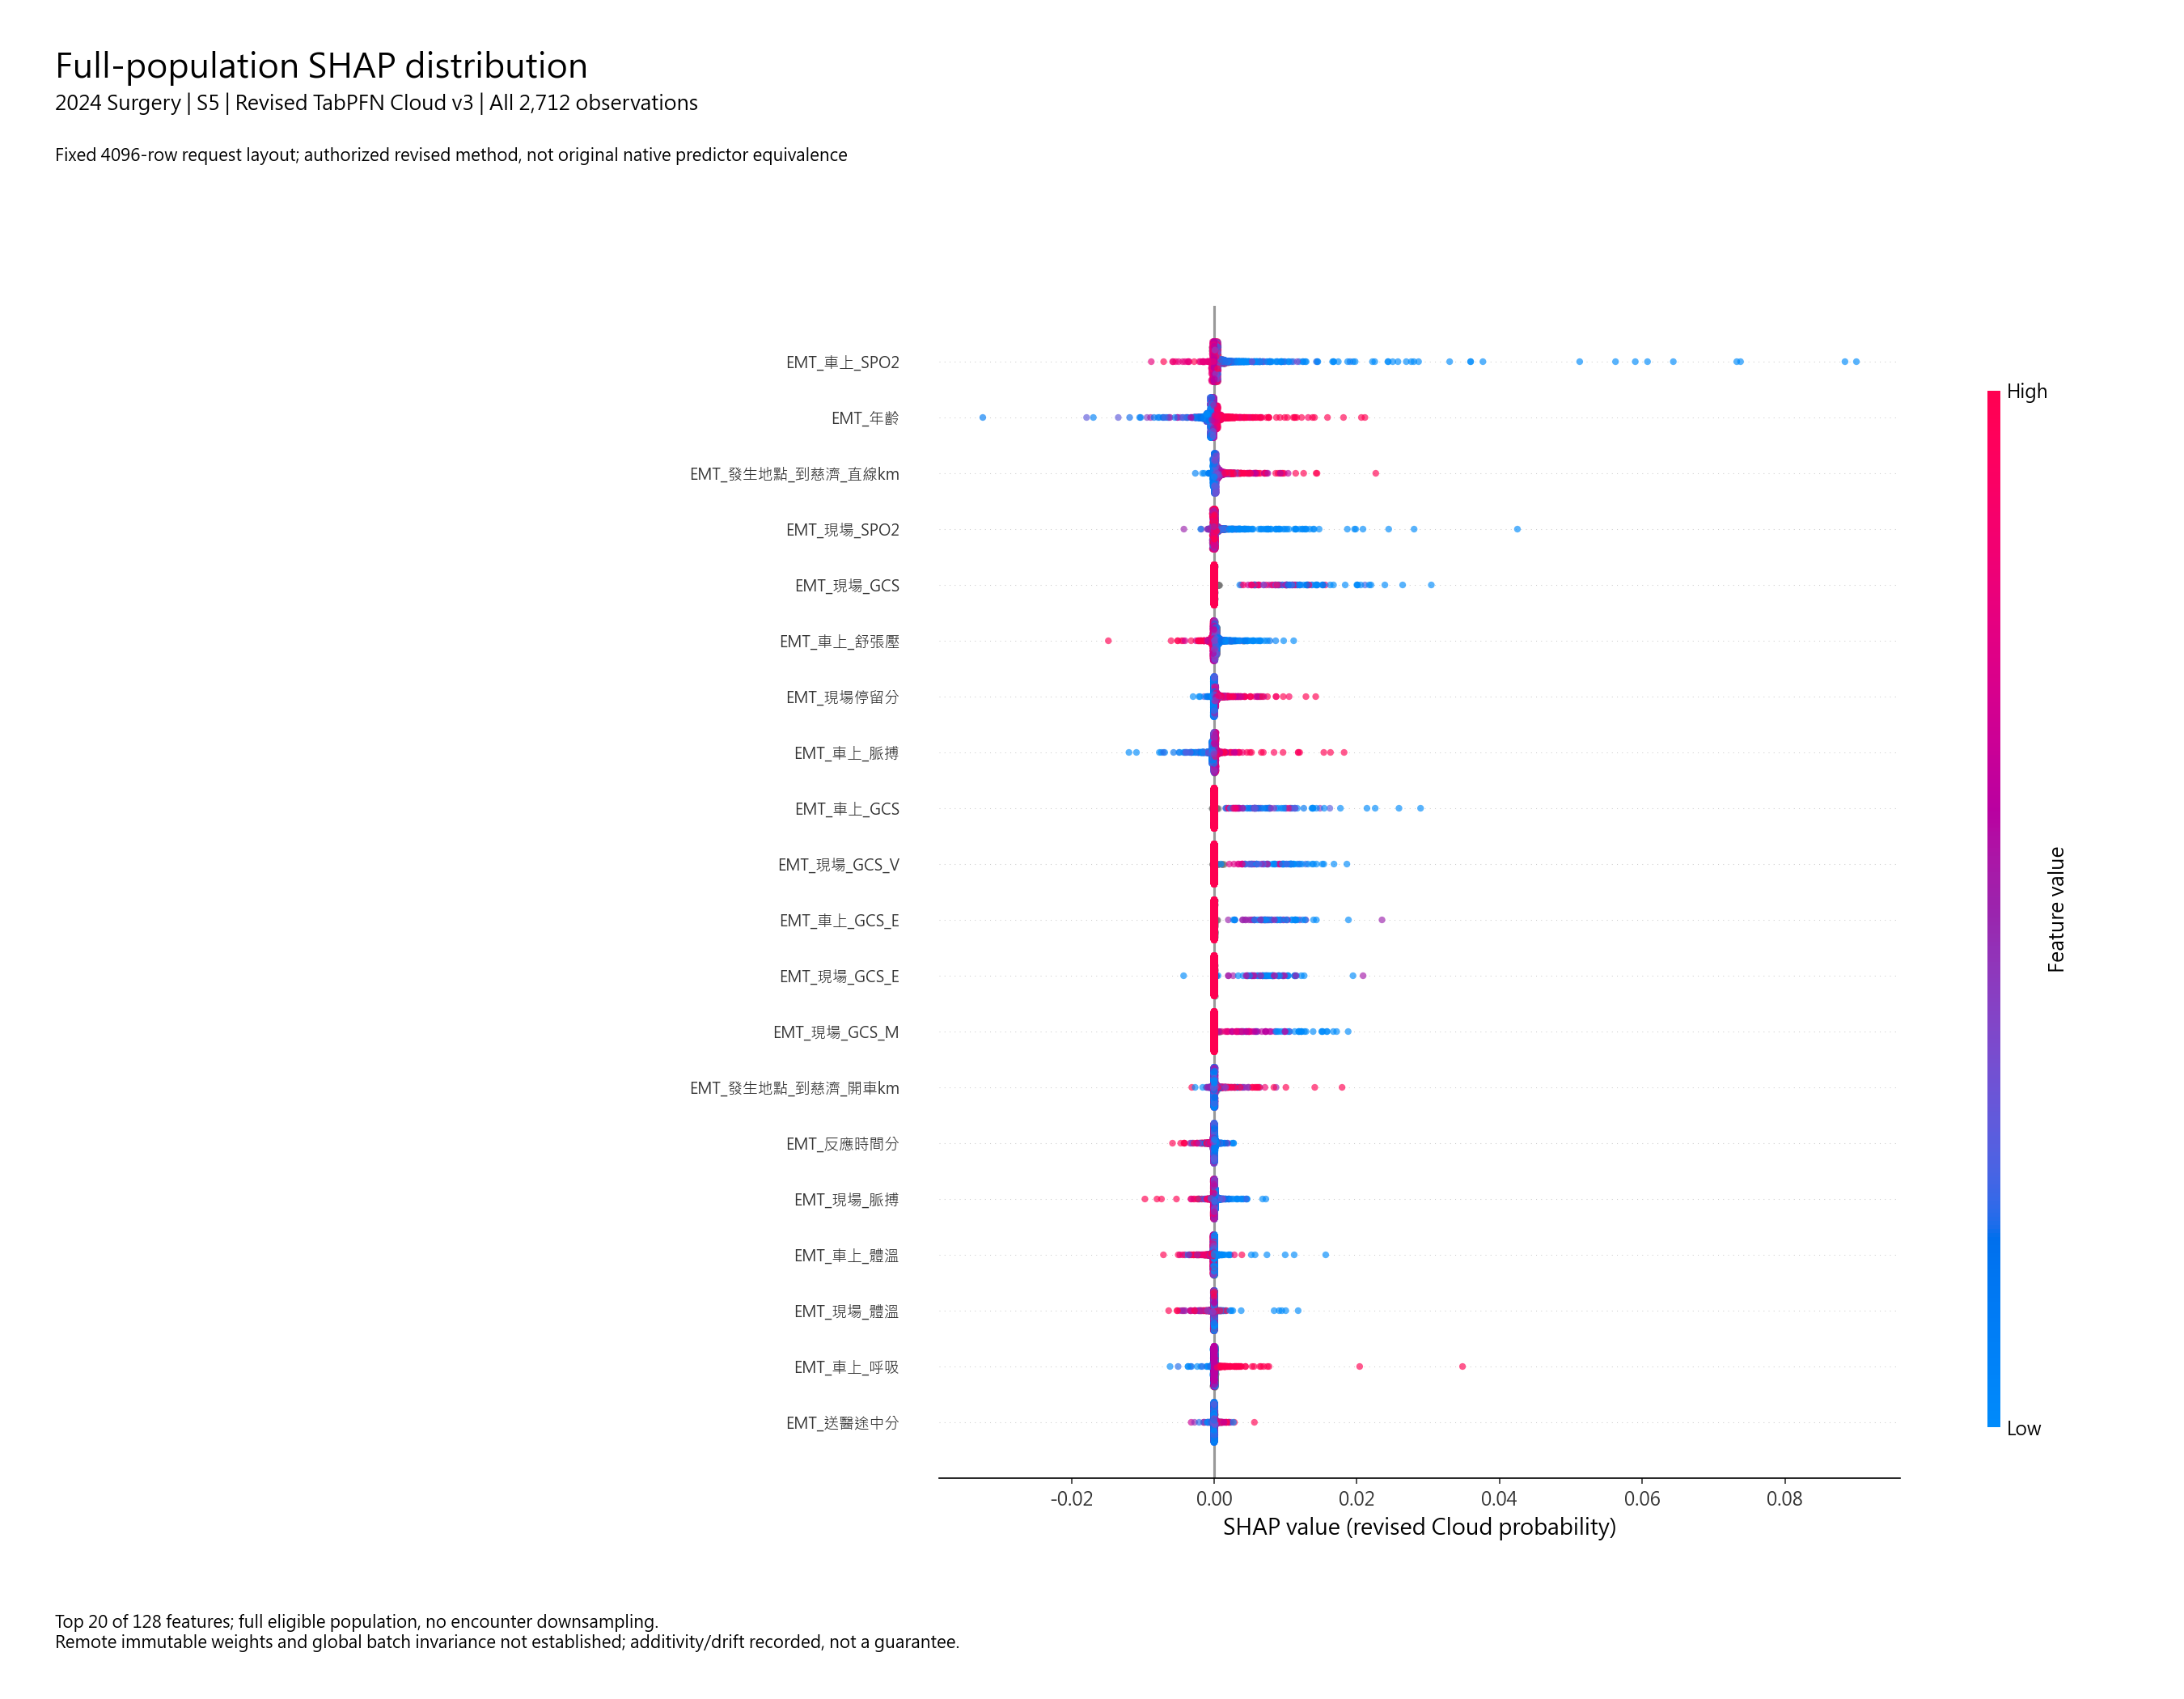 Full-population SHAP distribution
2024 Surgery | S5 | Revised TabPFN Cloud v3 | All 2,712 observations
Fixed 4096-row request layout; authorized revised method, not original native predictor equivalence
EMT_車上_SPO2
EMT_年齡
EMT_發生地點_到慈濟_直線km
EMT_現場_SPO2
EMT_現場_GCS
EMT_車上_舒張壓
EMT_現場停留分
EMT_車上_脈搏
EMT_車上_GCS
EMT_現場_GCS_V
EMT_車上_GCS_E
EMT_現場_GCS_E
EMT_現場_GCS_M
EMT_發生地點_到慈濟_開車km
EMT_反應時間分
EMT_現場_脈搏
EMT_車上_體溫
EMT_現場_體溫
EMT_車上_呼吸
EMT_送醫途中分
-0.02 0.00 0.02 0.04 0.06 0.08
SHAP value (revised Cloud probability)
High
Feature value
Low
Top 20 of 128 features; full eligible population, no encounter downsampling.
Remote immutable weights and global batch invariance not established; additivity/drift recorded, not a guarantee.